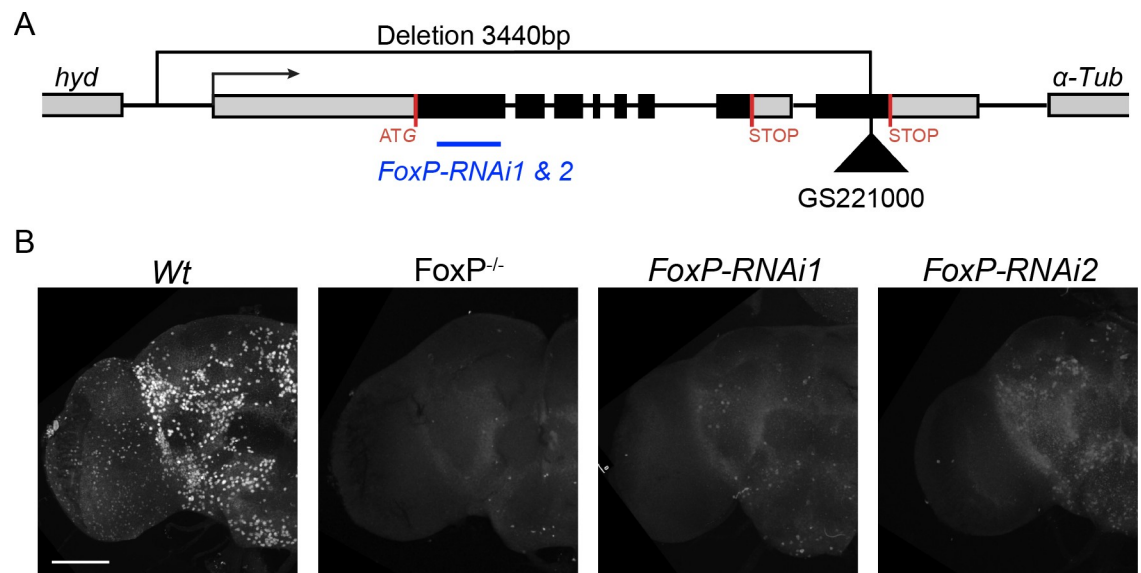 A
Deletion 3440bp
hyd
α-Tub
ATG
STOP
STOP
FoxP-RNAi1 & 2
GS221000
B
Wt
FoxP-/-
FoxP-RNAi1
FoxP-RNAi2